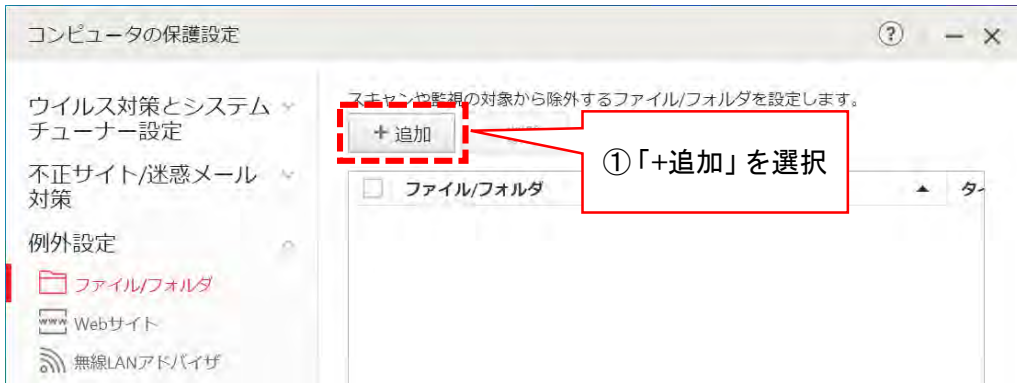 コンピュータの保護設定
?
スキャンや監視の対象から除外するファイル/フォルダを設定します。
+ 追加
①「+追加」を選択
ファイル/フォルダ
ウイルス対策とシステム
チューナー設定
不正サイト/迷惑メール
対策
例外設定
ファイル/フォルダ
www Webサイト
無線LANアドバイザ